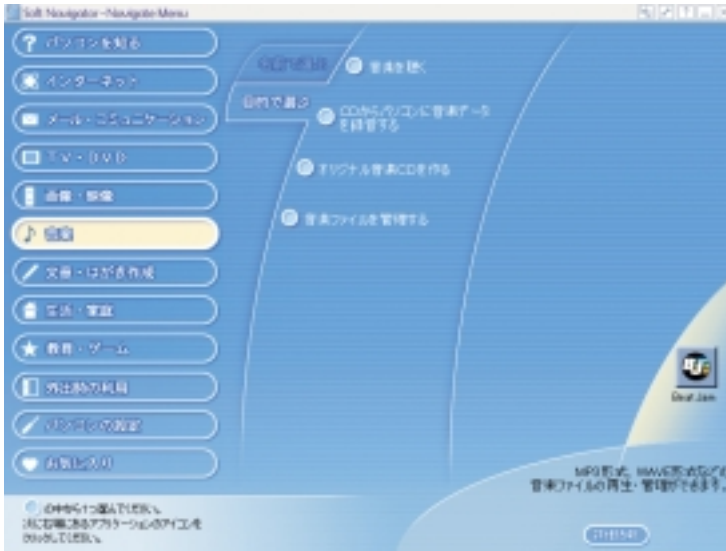 Soft Navigator -Navigate Menu
パソコンを知る
インターネット
メール・コミュニケーション
TV・DVD
画像・映像
音楽
文書・はがき作成
生活・家庭
教育・ゲーム
外出時の利用
パソコンの設定
お気に入り
目的で選ぶ
音楽を聴く
CDからパソコンに音楽データ
を録音する
オリジナル音楽CDを作る
音楽ファイルを管理する
BeatJam
MP3形式、WAVE形式などの
音楽ファイルの再生・管理ができます。
の中から1つ選んでください。
次に右端にあるアプリケーションのアイコンを
クリックしてください。